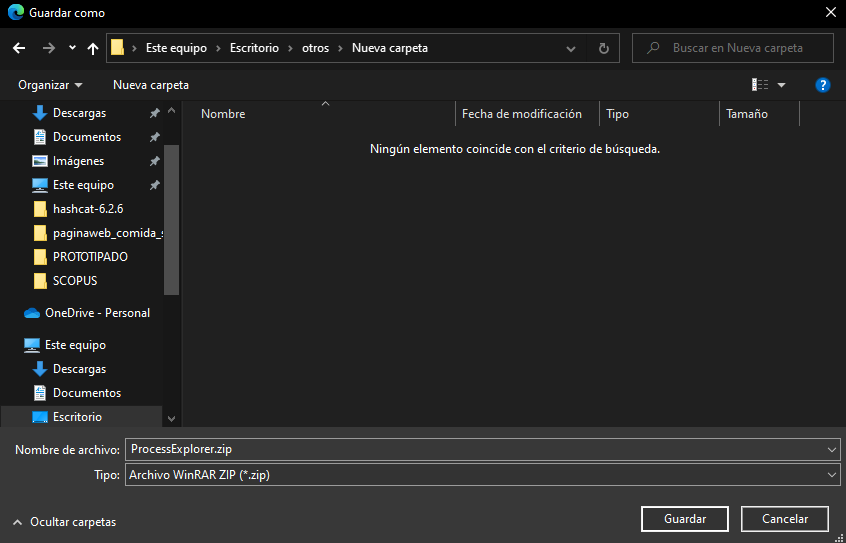 Guardar como
Este equipo > Escritorio > otros > Nueva carpeta
Buscar en Nueva carpeta
Organizar
Nueva carpeta
?
Descargas
Documentos
Imágenes
Este equipo
hashcat-6.2.6
paginaweb_comida_s
PROTOTIPADO
SCOPUS
OneDrive - Personal
Este equipo
Descargas
Documentos
Escritorio
Nombre Fecha de modificación Tipo Tamaño
Ningún elemento coincide con el criterio de búsqueda.
Nombre de archivo: ProcessExplorer.zip
Tipo: Archivo WinRAR ZIP (*.zip)
Ocultar carpetas
Guardar
Cancelar